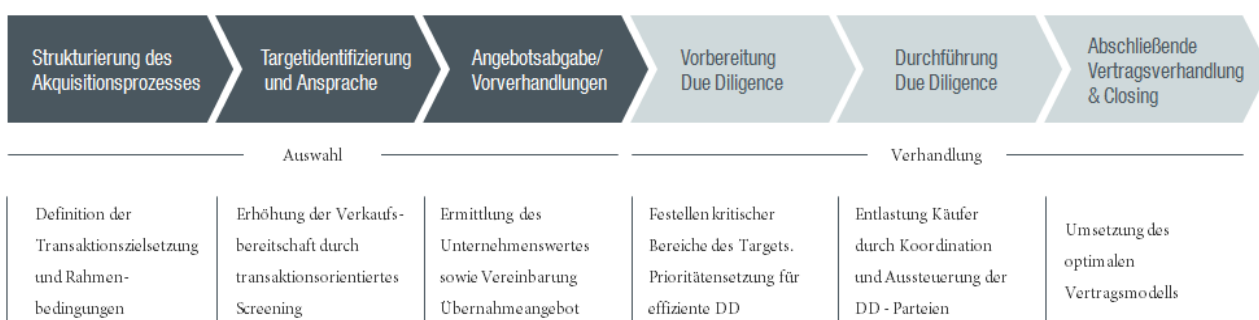 Strukturierung des
Akquisitionsprozesses
Targetidentifizierung
und Ansprache
Angebotsabgabe/
Vorverhandlungen
Vorbereitung
Due Diligence
Durchführung
Due Diligence
Abschließende
Vertragsverhandlung
& Closing
Auswahl
Verhandlung
Definition der
Transaktionszielsetzung
und Rahmen-
bedingungen
Erhöhung der Verkaufs-
bereitschaft durch
transaktionsorientiertes
Screening
Ermittlung des
Unternehmenswertes
sowie Vereinbarung
Übernahmeangebot
Festellen kritischer
Bereiche des Targets.
Prioritätensetzung für
effiziente DD
Entlastung Käufer
durch Koordination
und Aussteuerung der
DD - Parteien
Umsetzung des
optimalen
Vertragsmodells